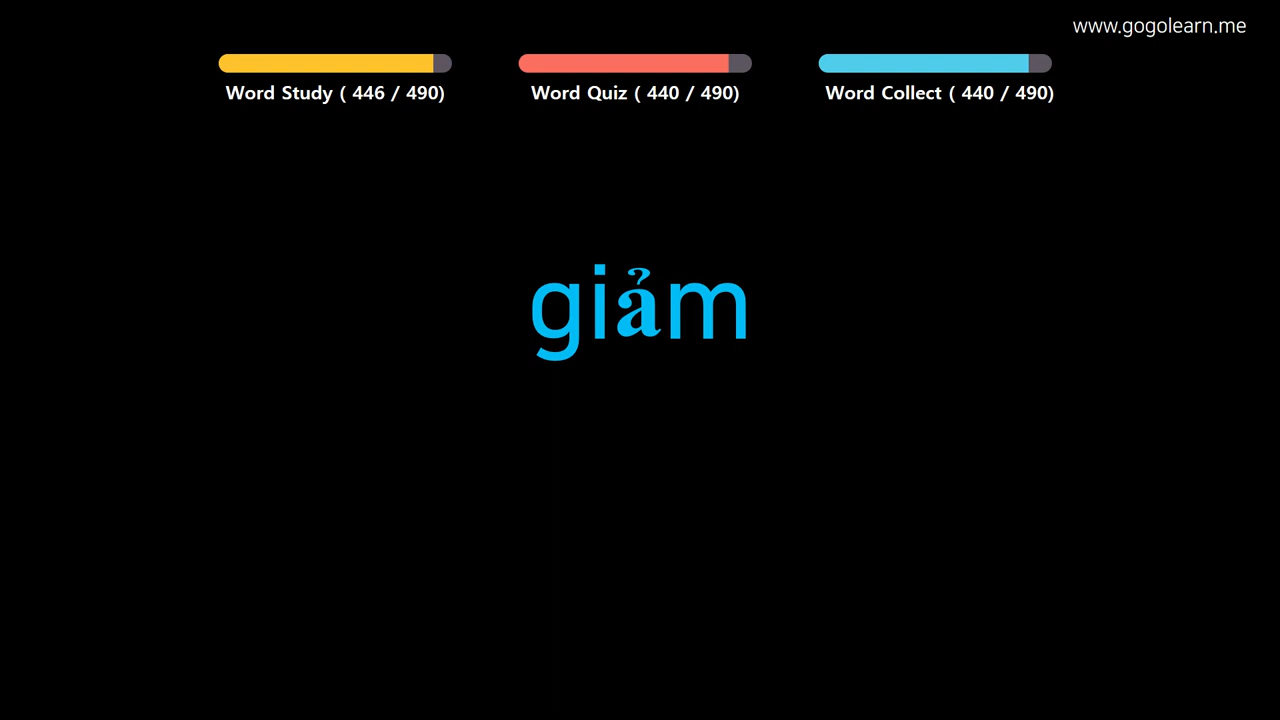 www.gogolearn.me
Word Study ( 446 / 490)
Word Quiz ( 440 / 490)
Word Collect ( 440 / 490)
giảm